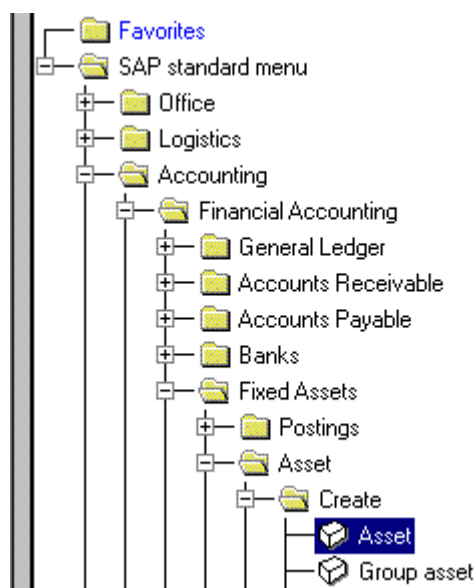 Favorites
SAP standard menu
Office
Logistics
Accounting
Financial Accounting
General Ledger
Accounts Receivable
Accounts Payable
Banks
Fixed Assets
Postings
Asset
Create
Asset
Group asset